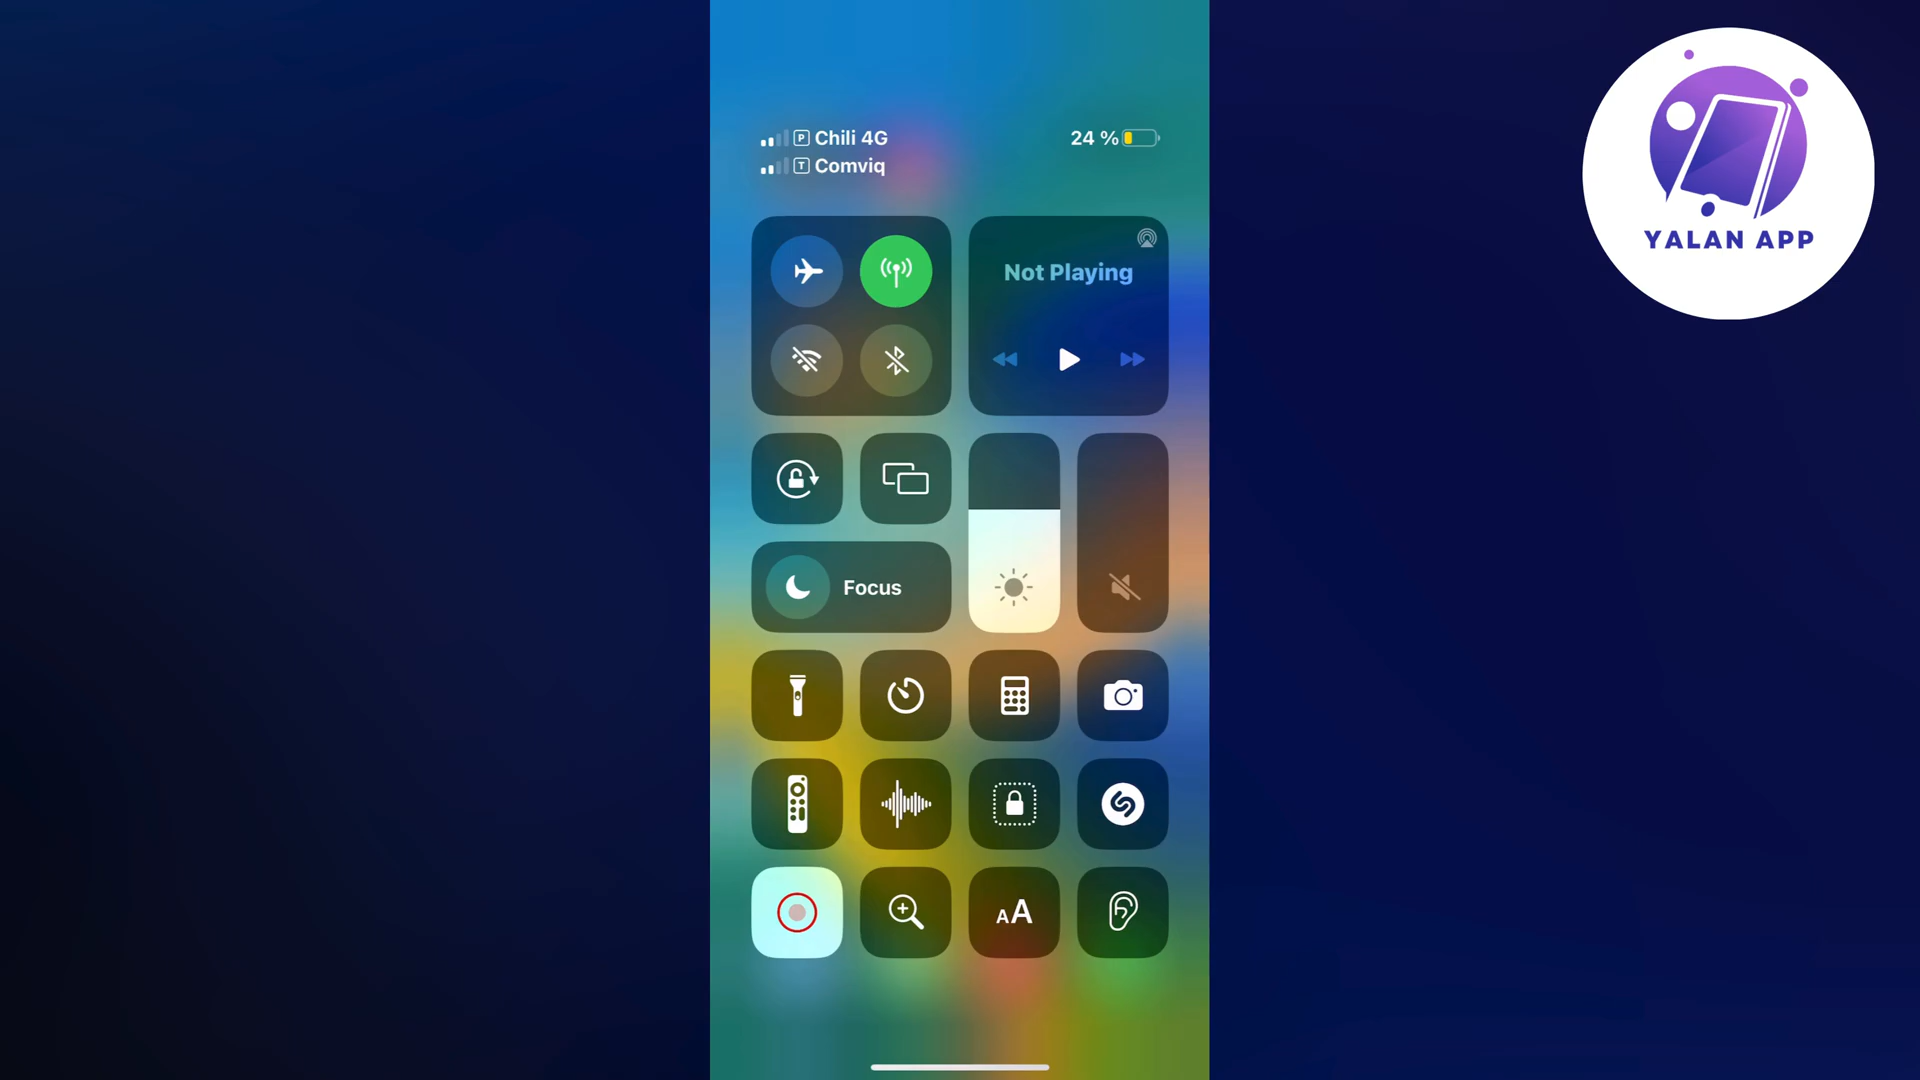 P Chili 4G
24 %
T Comviq
Not Playing
Focus
AA
YALAN APP